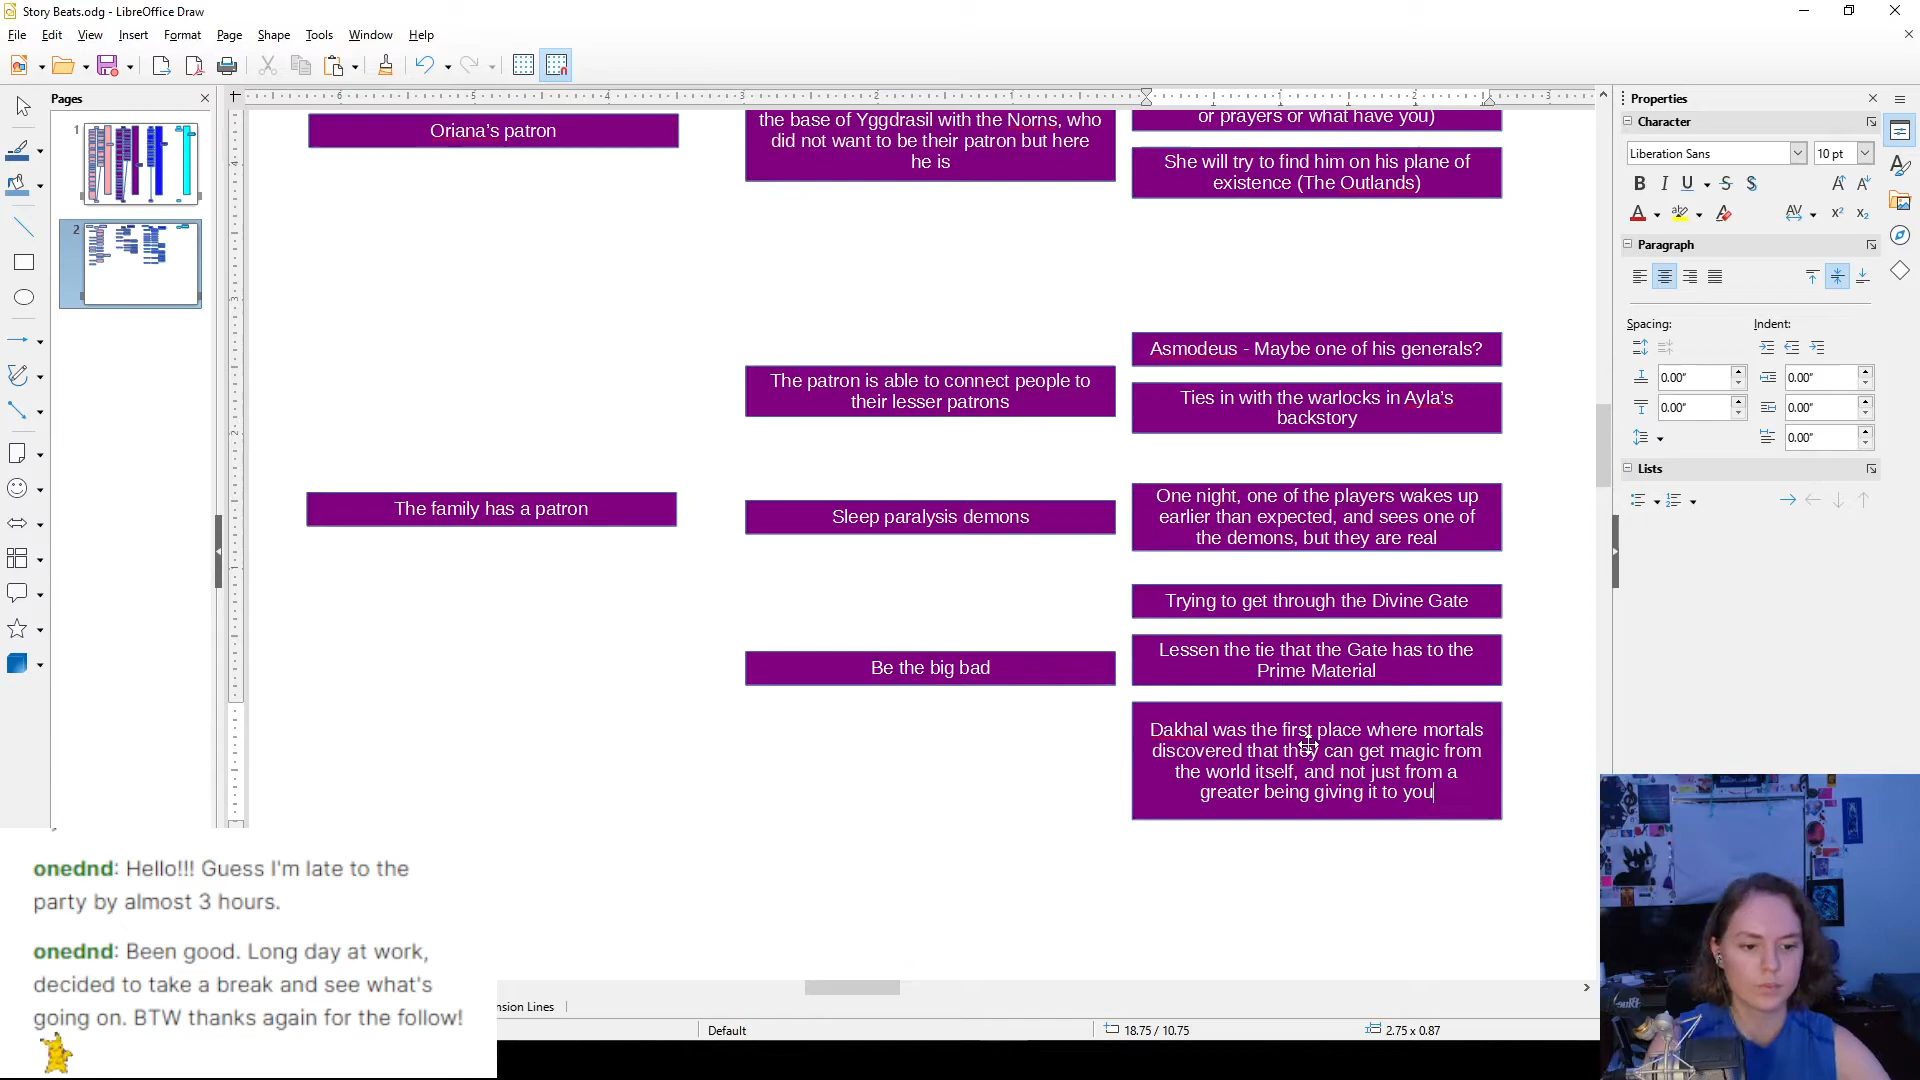 Story Beats.odg - LibreOffice Draw
File Edit View Insert Format Page Shape Tools Window Help
Pages
1
2
Oriana's patron
the base of Yggdrasil with the Norns, who
did not want to be their patron but here
he is
or prayers or what have you)
She will try to find him on his plane of
existence (The Outlands)
Asmodeus - Maybe one of his generals?
The patron is able to connect people to
their lesser patrons
Ties in with the warlocks in Ayla's
backstory
The family has a patron
Sleep paralysis demons
One night, one of the players wakes up
earlier than expected, and sees one of
the demons, but they are real
Trying to get through the Divine Gate
Be the big bad
Lessen the tie that the Gate has to the
Prime Material
Dakhal was the first place where mortals
discovered that they can get magic from
the world itself, and not just from a
greater being giving it to you
Properties
Character
Liberation Sans
10 pt
Paragraph
Spacing:
Indent:
0.00"
0.00"
0.00"
0.00"
0.00"
Lists
onednd: Hello!!! Guess I'm late to the
party by almost 3 hours.
onednd: Been good. Long day at work,
decided to take a break and see what's
going on. BTW thanks again for the follow!
nsion Lines
Default
18.75 / 10.75
2.75 x 0.87